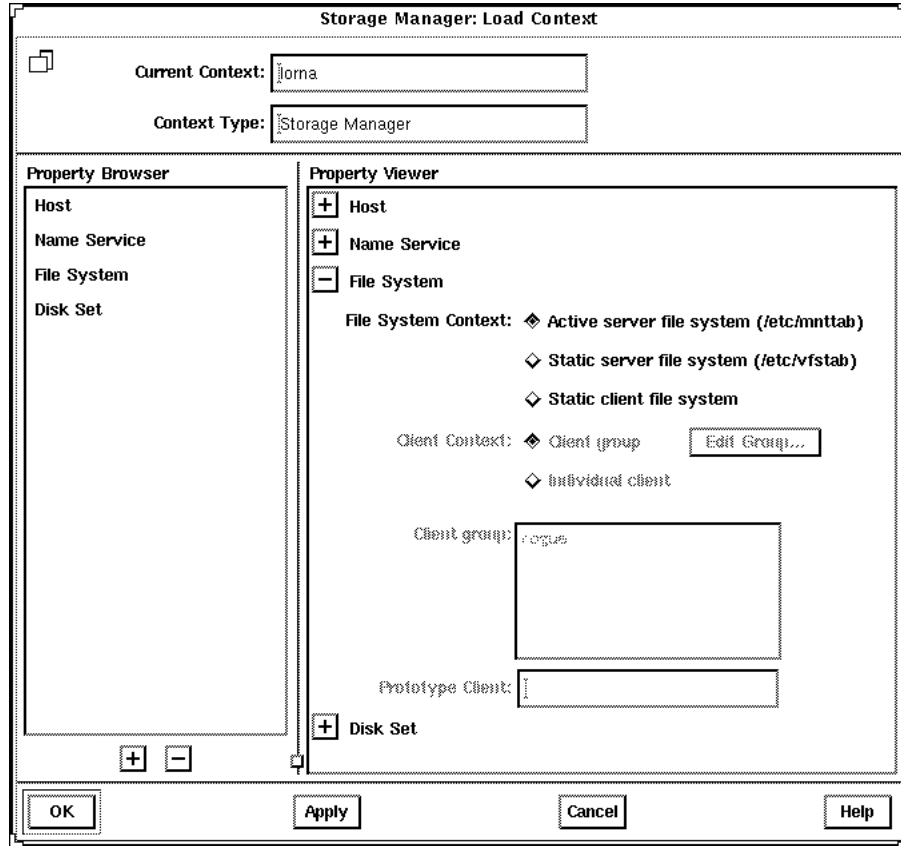 Storage Manager: Load Context
Current Context: lorna
Context Type: Storage Manager
Property Browser
Host
Name Service
File System
Disk Set
Property Viewer
Host
Name Service
File System
File System Context: Active server file system (/etc/mnttab)
Static server file system (/etc/vfstab)
Static client file system
Client Context: Client group Edit Group...
Individual client
Client group: rogue
Prototype Client:
Disk Set
OK Apply Cancel Help